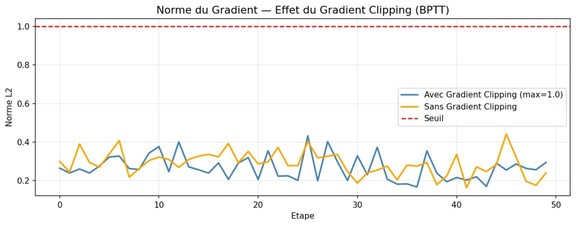 Norme du Gradient — Effet du Gradient Clipping (BPTT)
Norme L2
1.0
0.8
0.6
0.4
0.2
Avec Gradient Clipping (max=1.0)
Sans Gradient Clipping
Seuil
0
10
20
30
40
50
Etape